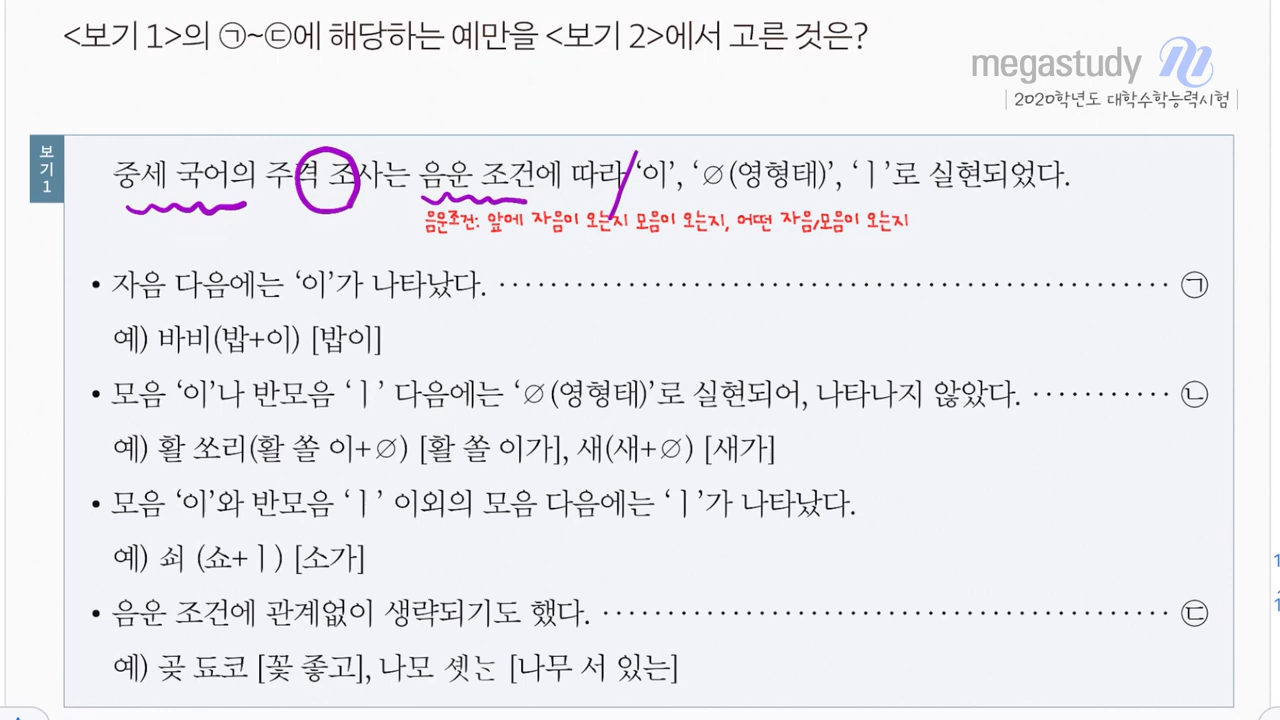 <보기 1>의 ㉠~㉢에 해당하는 예만을 <보기 2>에서 고른 것은?
megastudy
2020학년도 대학수학능력시험
보기1
중세 국어의 주격 조사는 음운 조건에 따라 ‘이’, ‘∅(영형태)’, ‘ㅣ’로 실현되었다.
음운조건: 앞에 자음이 오는지 모음이 오는지, 어떤 자음/모음이 오는지
• 자음 다음에는 ‘이’가 나타났다. ㉠
예) 바비(밥+이) [밥이]
• 모음 ‘이’나 반모음 ‘ㅣ’ 다음에는 ‘∅(영형태)’로 실현되어, 나타나지 않았다. ㉡
예) 활 쏘리(활 쏠 이+∅) [활 쏠 이가], 새(새+∅) [새가]
• 모음 ‘이’와 반모음 ‘ㅣ’ 이외의 모음 다음에는 ‘ㅣ’가 나타났다.
예) 쇠 (쇼+ㅣ) [소가]
• 음운 조건에 관계없이 생략되기도 했다. ㉢
예) 곶 됴코 [꽃 좋고], 나모 [나무 서 있는]